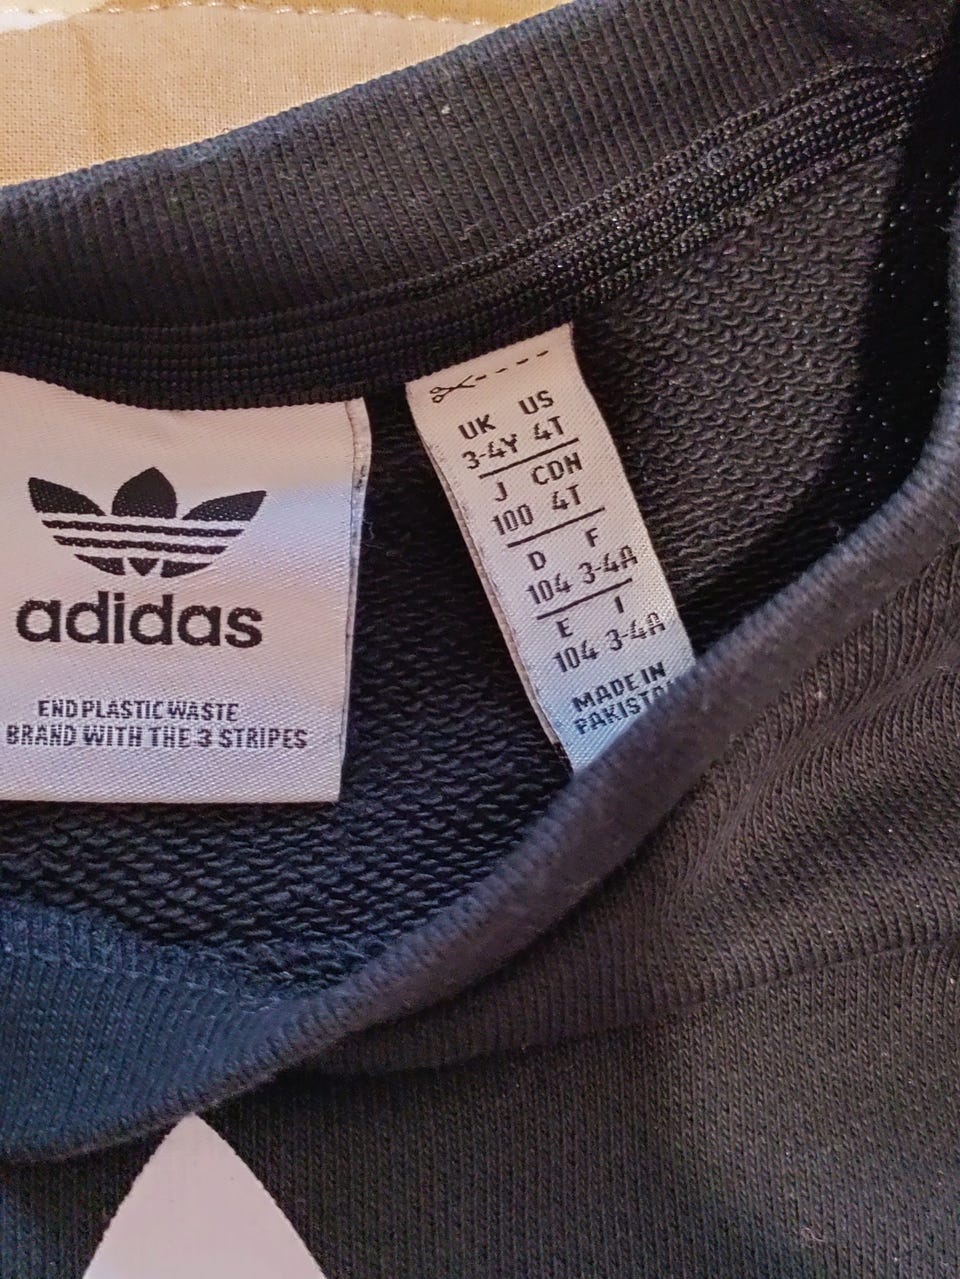 adidas
END PLASTIC WASTE
BRAND WITH THE 3 STRIPES
UK US
3-4Y 4T
J CDN
100 4T
D F
104 3-4A
E I
104 3-4A
MADE IN